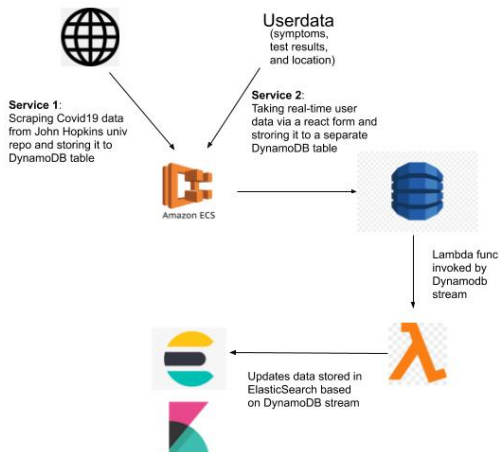 Userdata
(symptoms,
test results,
and location)
Service 1:
Scraping Covid19 data
from John Hopkins univ
repo and storing it to
DynamoDB table
Service 2:
Taking real-time user
data via a react form and
stroring it to a separate
DynamoDB table
Amazon ECS
Lambda func
invoked by
Dynamodb
stream
Updates data stored in
ElasticSearch based
on DynamoDB stream